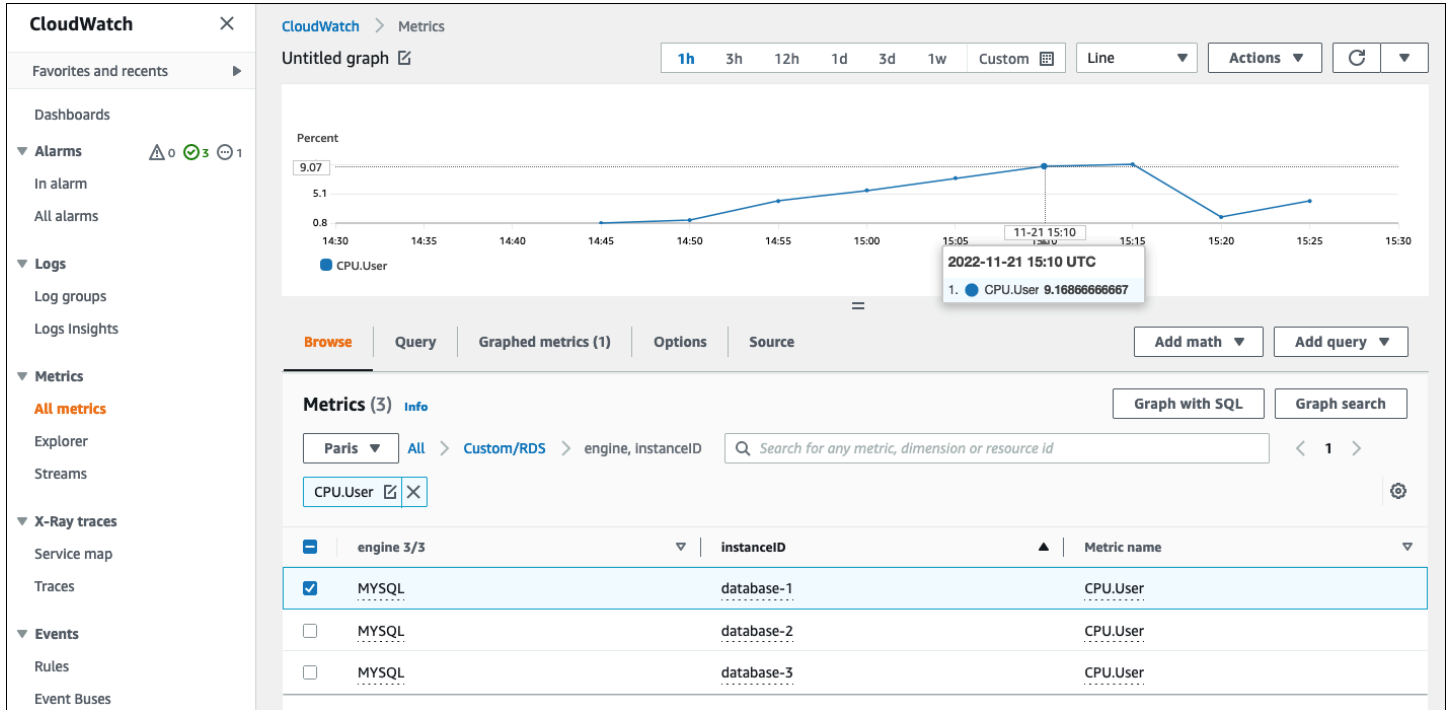 CloudWatch
Favorites and recents
Dashboards
Alarms 0 3 1
In alarm
All alarms
Logs
Log groups
Logs Insights
Metrics
All metrics
Explorer
Streams
X-Ray traces
Service map
Traces
Events
Rules
Event Buses
CloudWatch > Metrics
Untitled graph
1h 3h 12h 1d 3d 1w Custom Line Actions
Percent
9.07
5.1
0.8
11-21 15:10
14:30 14:35 14:40 14:45 14:50 14:55 15:00 15:05 15:15 15:20 15:25 15:30
CPU.User
2022-11-21 15:10 UTC
1. CPU.User 9.16866666667
Browse Query Graphed metrics (1) Options Source Add math Add query
Metrics (3) Info Graph with SQL Graph search
Paris All > Custom/RDS > engine, instanceID Search for any metric, dimension or resource id < 1 >
CPU.User
engine 3/3 instanceID Metric name
MYSQL database-1 CPU.User
MYSQL database-2 CPU.User
MYSQL database-3 CPU.User